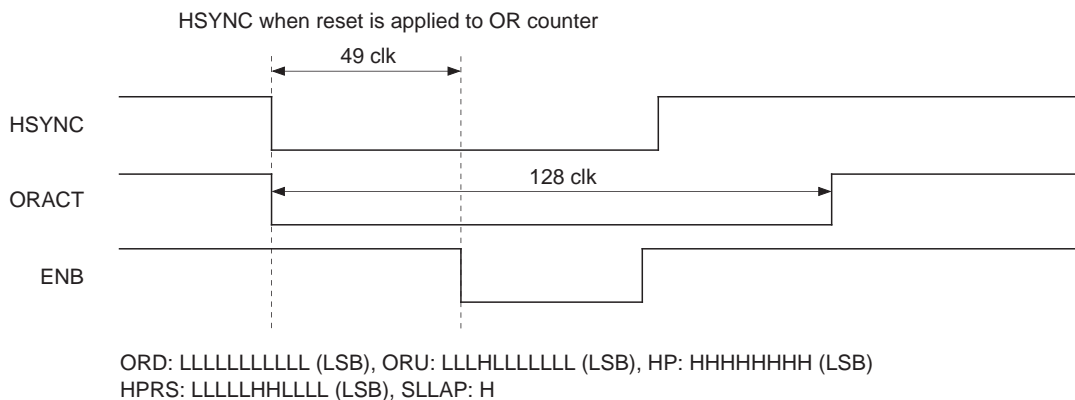 HSYNC when reset is applied to OR counter
49 clk
HSYNC
128 clk
ORACT
ENB
ORD: LLLLLLLLLLL (LSB), ORU: LLLHLLLLLLL (LSB), HP: HHHHHHHHH (LSB)
HPRS: LLLLLHHLLLL (LSB), SLLAP: H